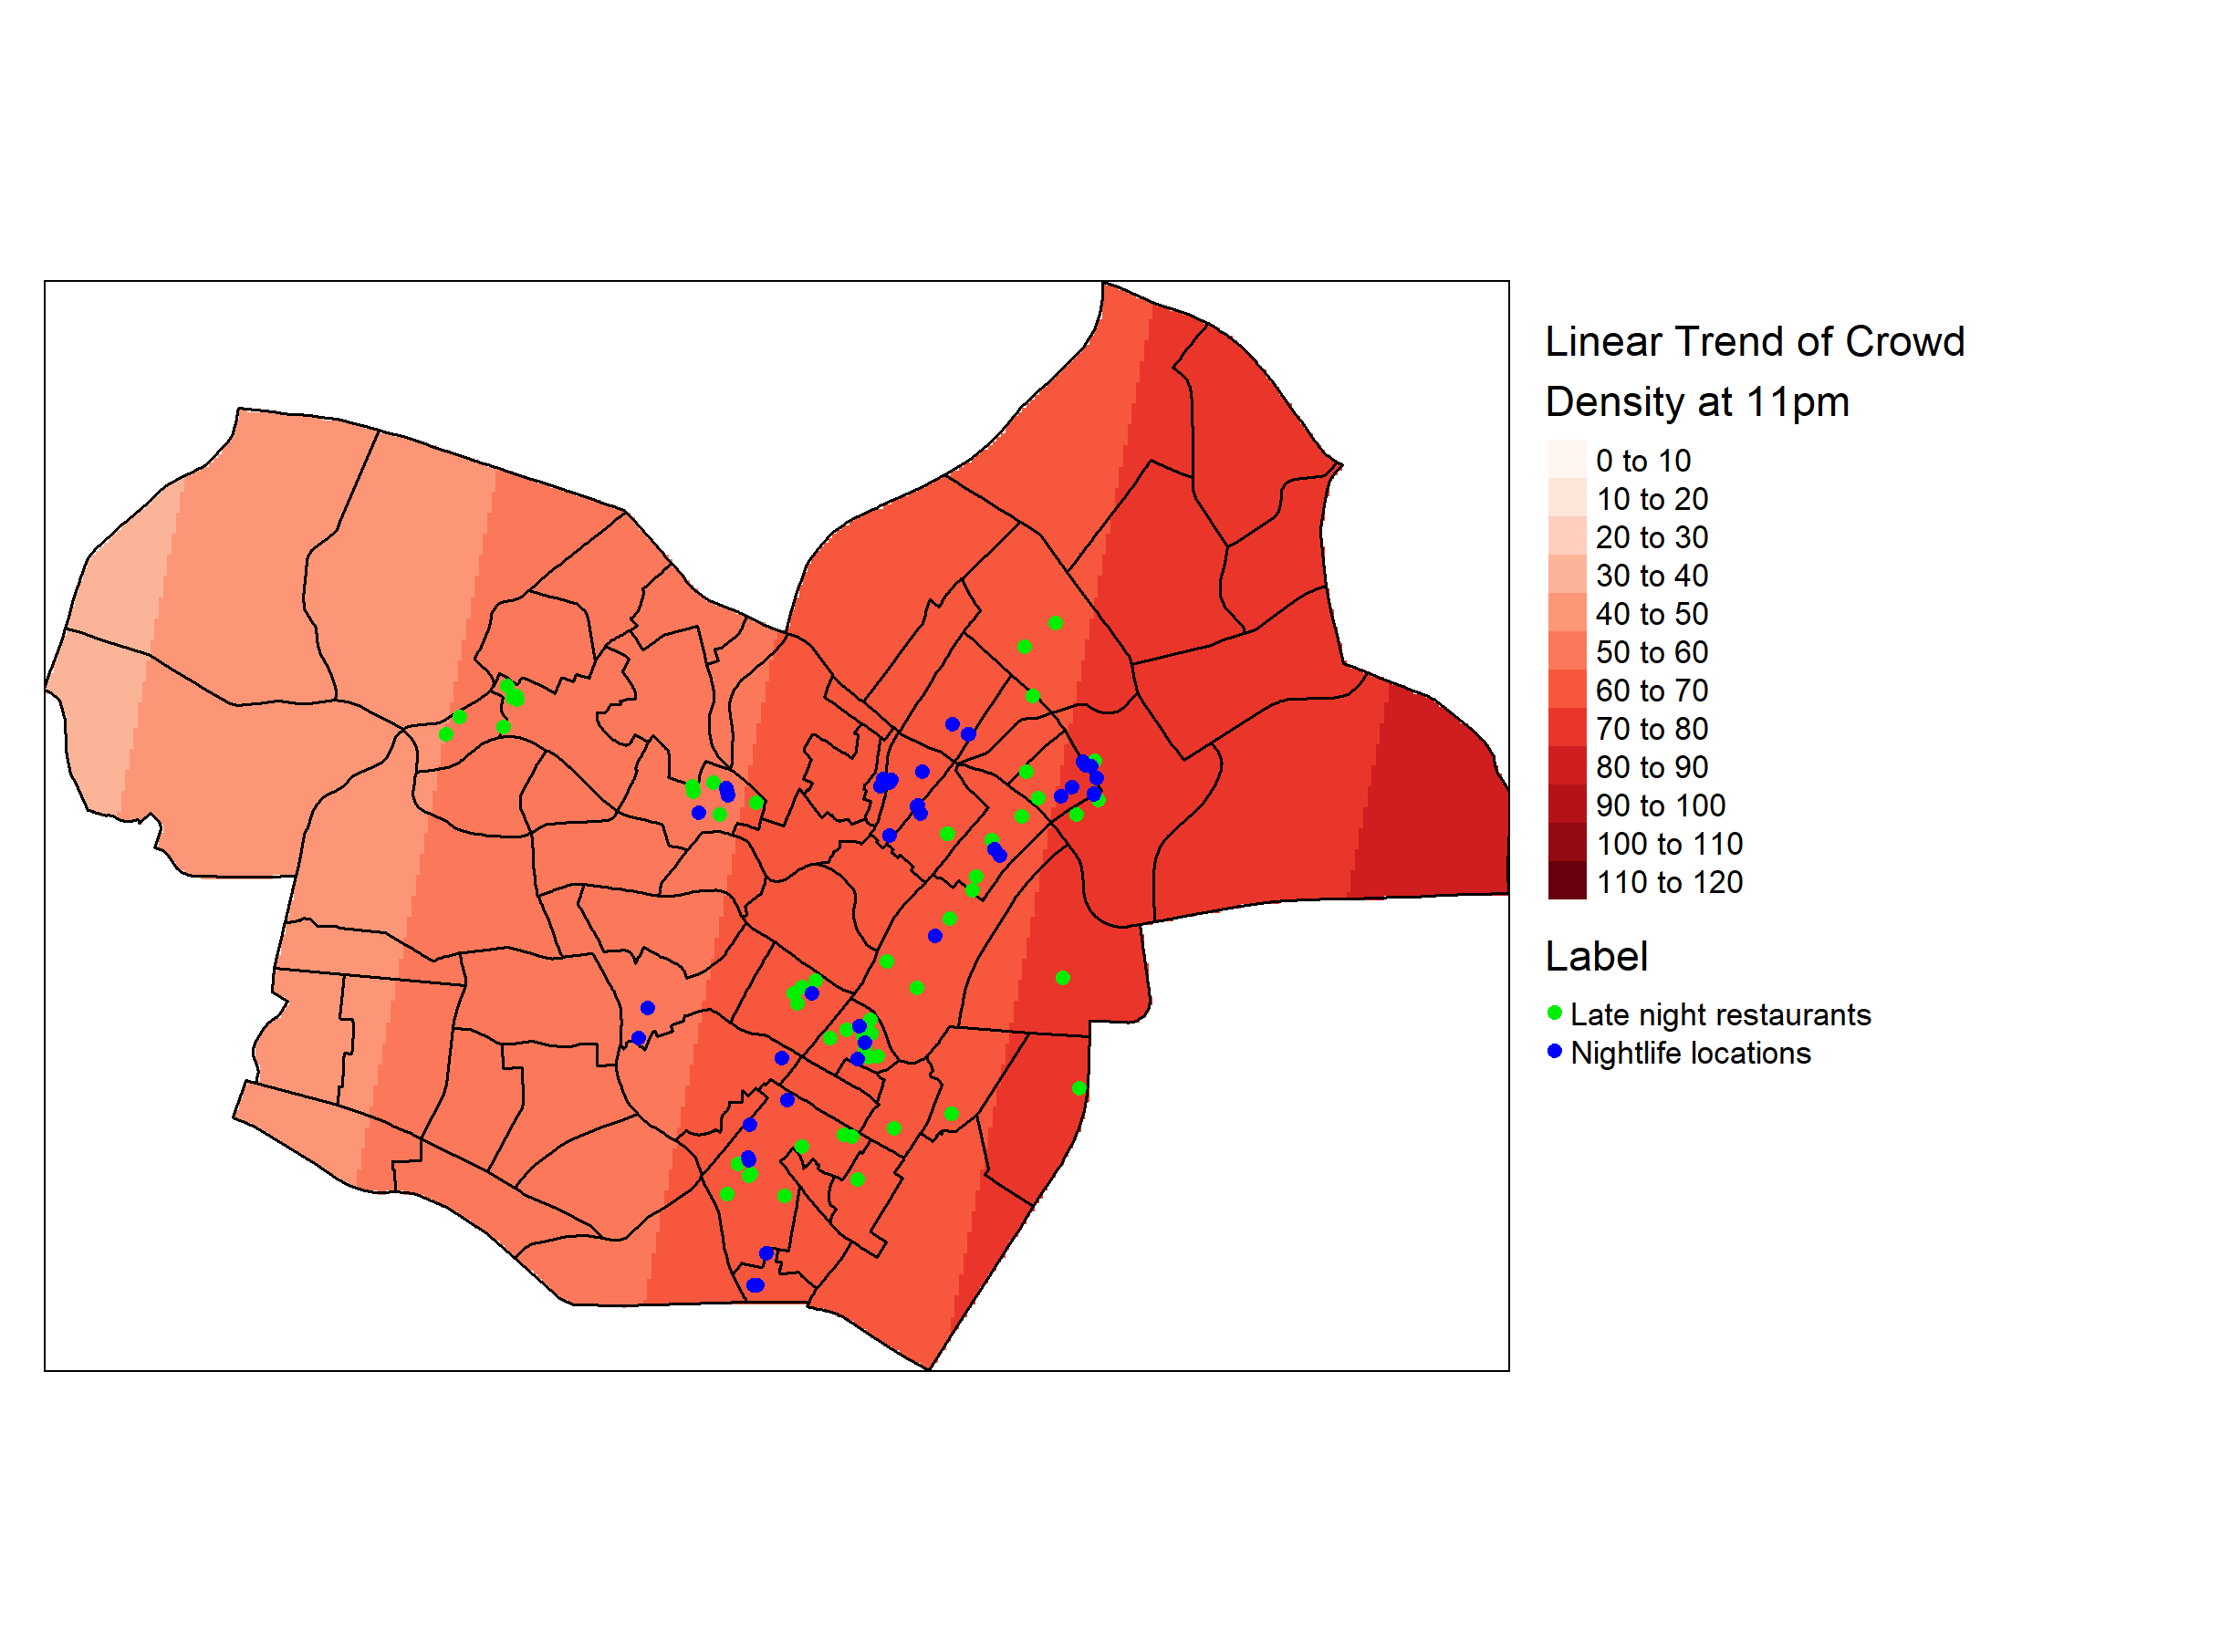 Linear Trend of Crowd
Density at 11pm
0 to 10
10 to 20
20 to 30
30 to 40
40 to 50
50 to 60
60 to 70
70 to 80
80 to 90
90 to 100
100 to 110
110 to 120
Label
Late night restaurants
Nightlife locations